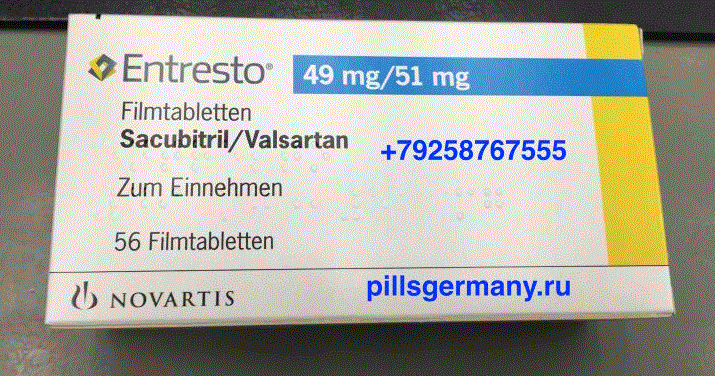 Entresto® 49 mg/51 mg
Filmtabletten
Sacubitril/Valsartan
+79258767555
Zum Einnehmen
56 Filmtabletten
NOVARTIS
pillsgermany.ru